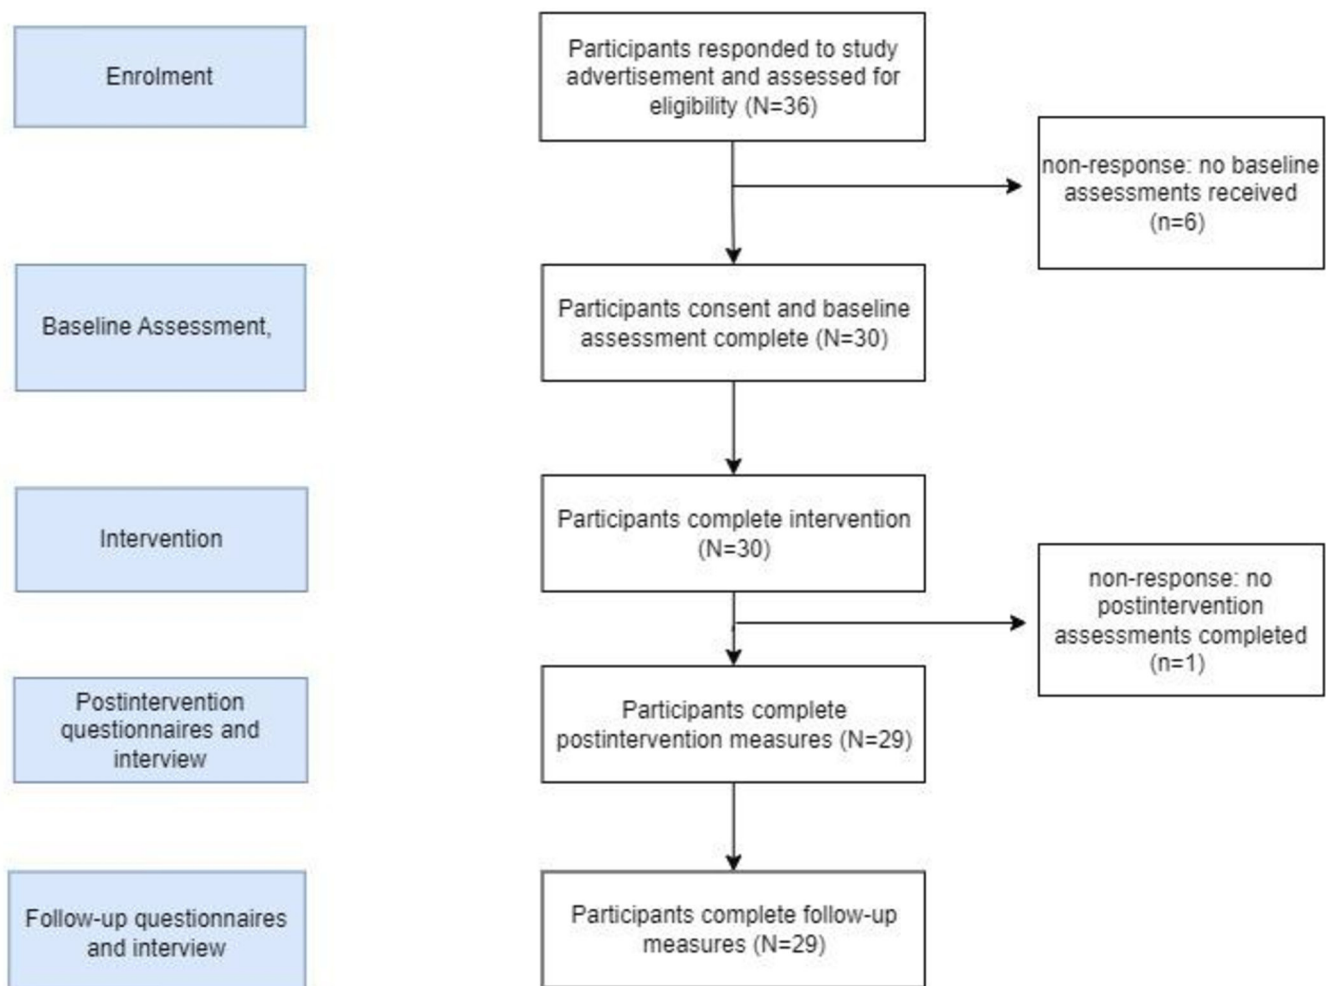 Enrolment
Participants responded to study
advertisement and assessed for
eligibility (N=36)
non-response: no baseline
assessments received
(n=6)
Baseline Assessment,
Participants consent and baseline
assessment complete (N=30)
Intervention
Participants complete intervention
(N=30)
non-response: no
postintervention
assessments completed
(n=1)
Postintervention
questionnaires and
interview
Participants complete
postintervention measures (N=29)
Follow-up questionnaires
and interview
Participants complete follow-up
measures (N=29)